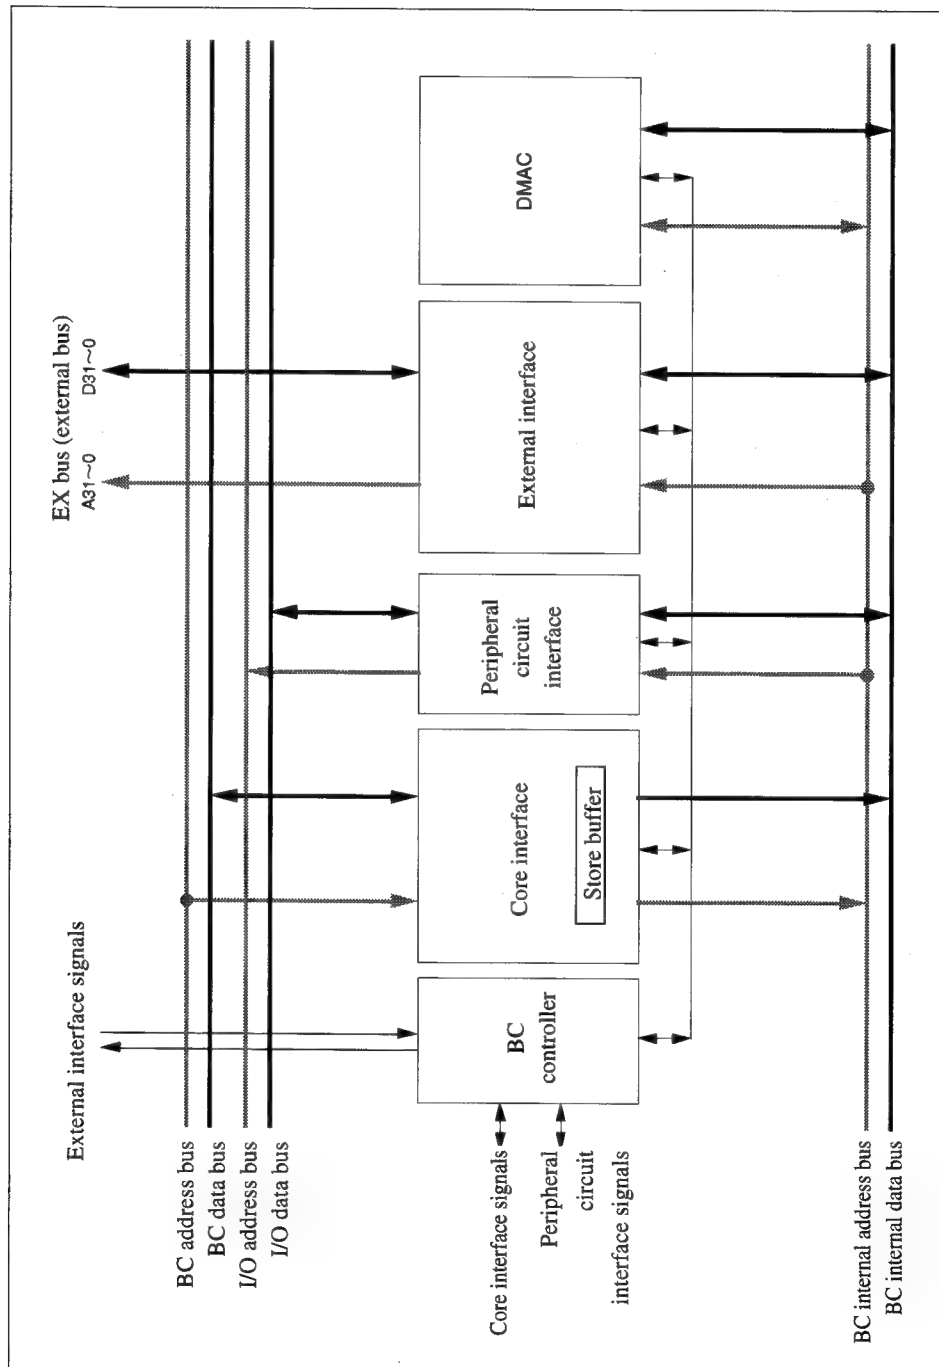 EX bus (external bus)
A31~0 D31~0
External interface signals
BC address bus
BC data bus
I/O address bus
I/O data bus
BC
controller
Core interface
Store buffer
Peripheral
circuit
interface
External interface
DMAC
Core interface signals
Peripheral
circuit
interface signals
BC internal address bus
BC internal data bus